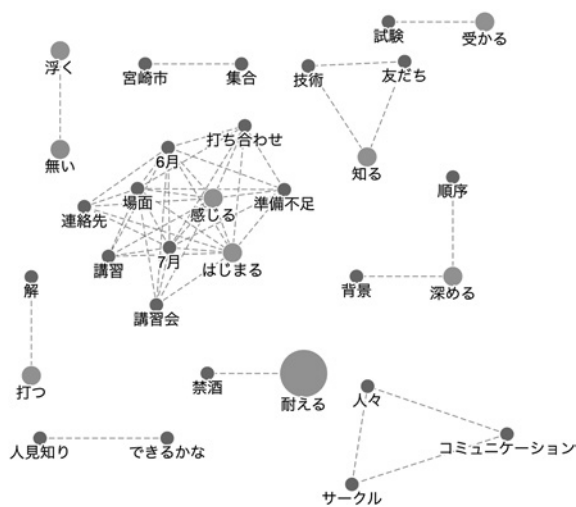 試験
受かる
浮く
宮崎市
集合
技術
友だち
打ち合わせ
6月
無い
知る
順序
場面
感じる
準備不足
連絡先
講習
7月
はじまる
解
背景
深める
講習会
打つ
禁酒
耐える
人々
人見知り
できるかな
コミュニケーション
サークル